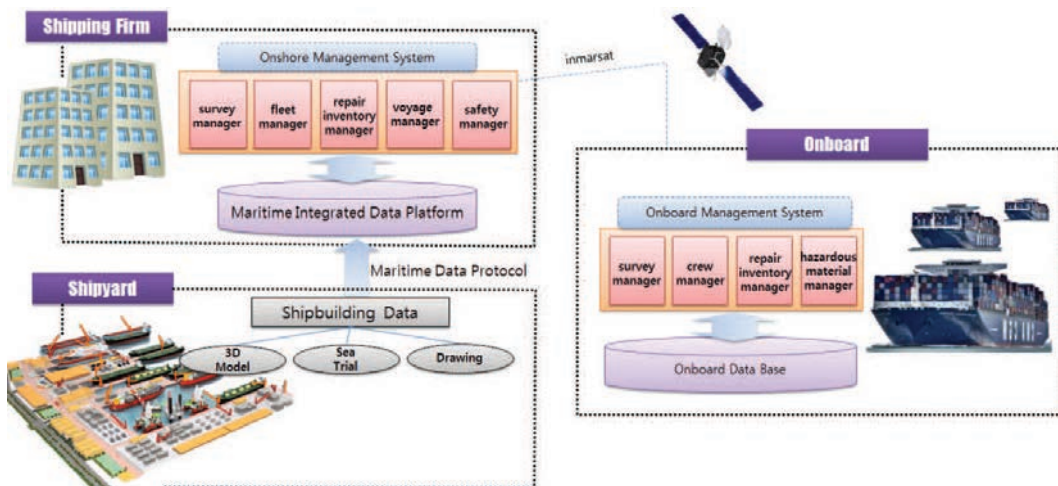 Shipping Firm
Onshore Management System
survey
manager
fleet
manager
repair
inventory
manager
voyage
manager
safety
manager
Maritime Integrated Data Platform
inmarsat
Onboard
Onboard Management System
survey
manager
crew
manager
repair
inventory
manager
hazardous
material
manager
Onboard Data Base
Maritime Data Protocol
Shipyard
Shipbuilding Data
3D
Model
Sea
Trial
Drawing